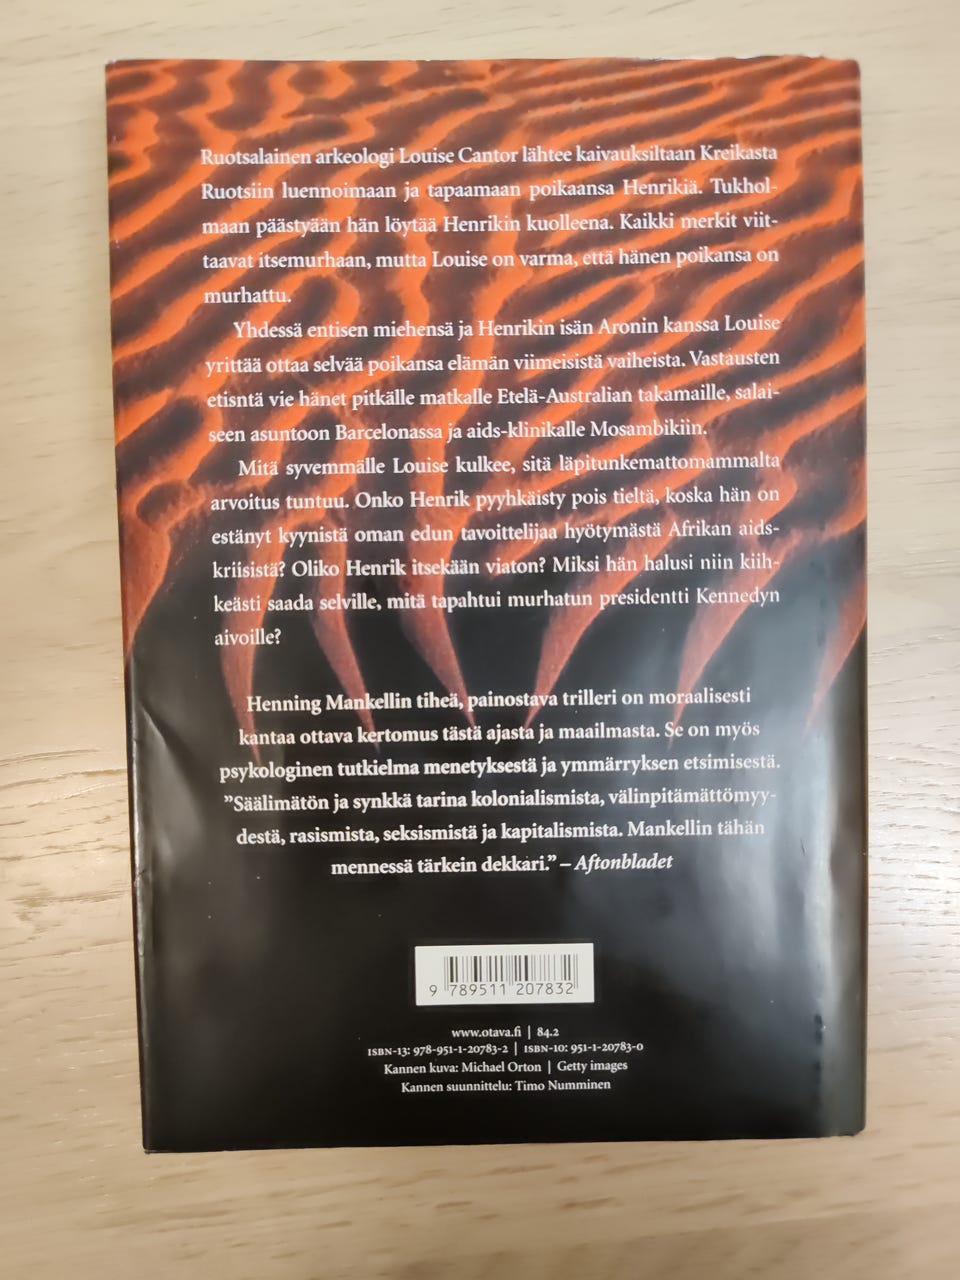 Ruotsalainen arkeologi Louise Cantor lähtee kaivauksiltaan Kreikasta
Ruotsiin luennoimaan ja tapaamaan poikaansa Henrikiä. Tukhol-
maan päästyään hän löytää Henrikin kuolleena. Kaikki merkit viit-
taavat itsemurhaan, mutta Louise on varma, että hänen poikansa on
murhattu.
Yhdessä entisen miehensä ja Henrikin isän Aronin kanssa Louise
yrittää ottaa selvää poikansa elämän viimeisistä vaiheista. Vastausten
etisntä vie hänet pitkälle matkalle Etelä-Australian takamaille, salai-
seen asuntoon Barcelonassa ja aids-klinikalle Mosambikiin.
Mitä syvemmälle Louise kulkee, sitä läpitunkemattomammalta
arvoitus tuntuu. Onko Henrik pyyhkäisty pois tieltä, koska hän on
estänyt kyynistä oman edun tavoittelijaa hyötymästä Afrikan aids-
kriisistä? Oliko Henrik itsekään viaton? Miksi hän halusi niin kiih-
keästi saada selville, mitä tapahtui murhatun presidentti Kennedyn
aivoille?
Henning Mankellin tiheä, painostava trilleri on moraalisesti
kantaa ottava kertomus tästä ajasta ja maailmasta. Se on myös
psykologinen tutkielma menetyksestä ja ymmärryksen etsimisestä.
”Säälimätön ja synkkä tarina kolonialismista, välinpitämättömyy-
destä, rasismista, seksismistä ja kapitalismista. Mankellin tähän
mennessä tärkein dekkari.” – Aftonbladet
9 789511 207832
www.otava.fi | 84.2
ISBN-13: 978-951-1-20783-2 | ISBN-10: 951-1-20783-0
Kannen kuva: Michael Orton | Getty images
Kannen suunnittelu: Timo Numminen